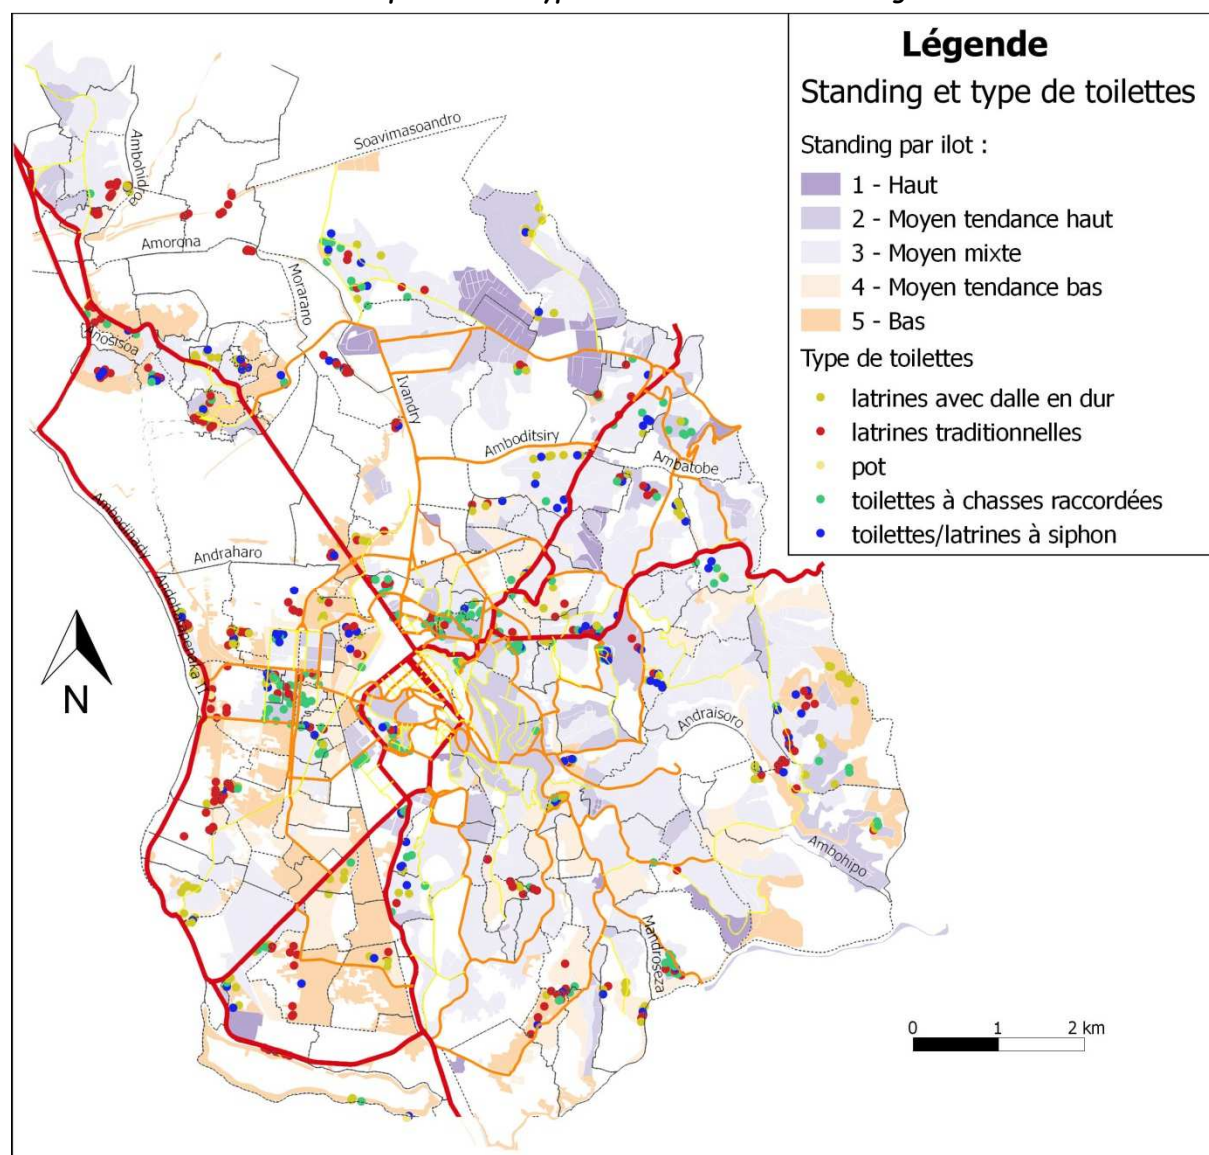 Légende
Standing et type de toilettes
Standing par ilot :
1 - Haut
2 - Moyen tendance haut
3 - Moyen mixte
4 - Moyen tendance bas
5 - Bas
Type de toilettes
latrines avec dalle en dur
latrines traditionnelles
pot
toilettes à chasses raccordées
toilettes/latrines à siphon
Soavimasoandro
Amorona
Morarano
Anosisoa
Ivandry
Amboditsiry
Ambatobe
Ambodihady
Andraharo
Andraisoro
Ambohipo
Mandroseza
N
0 1 2 km